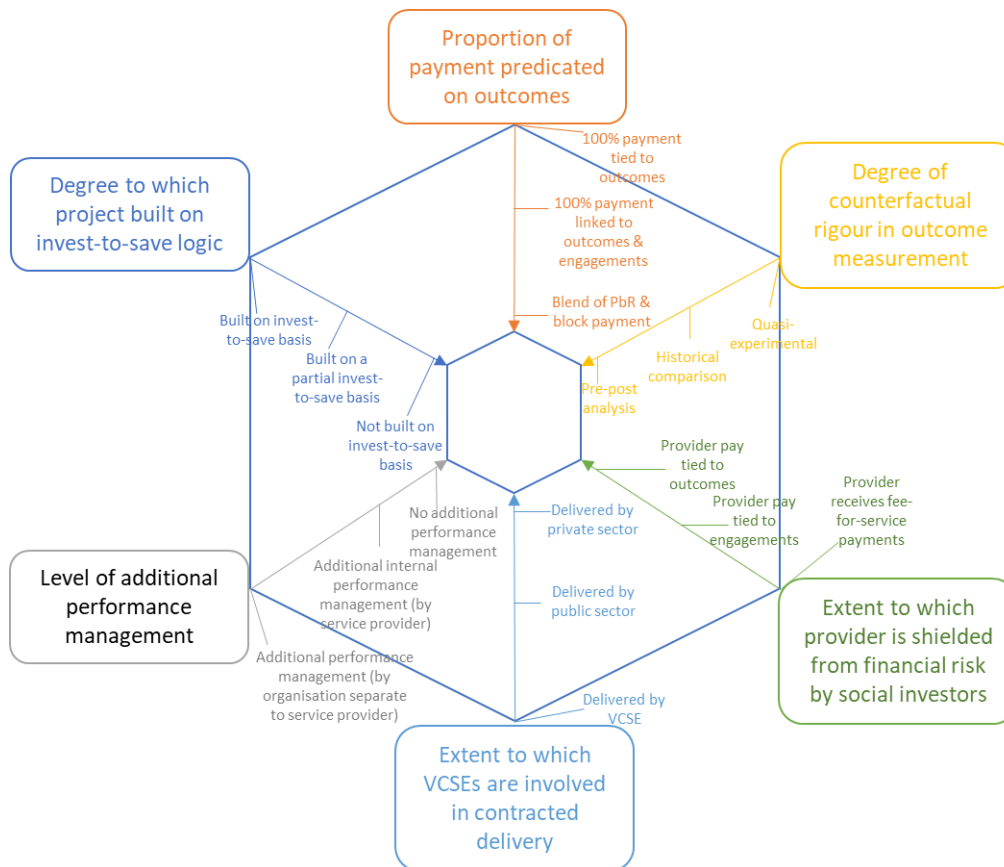 Proportion of
payment predicated
on outcomes
100% payment
tied to
outcomes
100% payment
linked to
outcomes &
engagements
Blend of PbR &
block payment
Degree to which
project built on
invest-to-save logic
Built on invest-
to-save basis
Built on a
partial invest-
to-save basis
Not built on
invest-to-save
basis
Degree of
counterfactual
rigour in outcome
measurement
Quasi-
experimental
Historical
comparison
Pre-post
analysis
Level of additional
performance
management
No additional
performance
management
Additional internal
performance
management (by
service provider)
Additional performance
management (by
organisation separate
to service provider)
Delivered by
private sector
Delivered by
public sector
Delivered by
VCSE
Extent to which
VCSEs are involved
in contracted
delivery
Provider pay
tied to
outcomes
Provider pay
tied to
engagements
Provider
receives fee-
for-service
payments
Extent to which
provider is shielded
from financial risk
by social investors